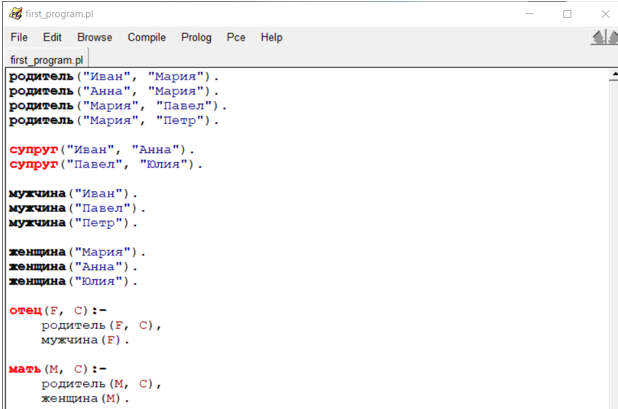 first_program.pl
File Edit Browse Compile Prolog Pce Help
first_program.pl
родитель("Иван", "Мария").
родитель("Анна", "Мария").
родитель("Мария", "Павел").
родитель("Мария", "Петр").
супруг("Иван", "Анна").
супруг("Павел", "Юлия").
мужчина("Иван").
мужчина("Павел").
мужчина("Петр").
женщина("Мария").
женщина("Анна").
женщина("Юлия").
отец(F, C):-
родитель(F, C),
мужчина(F).
мать(M, C):-
родитель(M, C),
женщина(M).